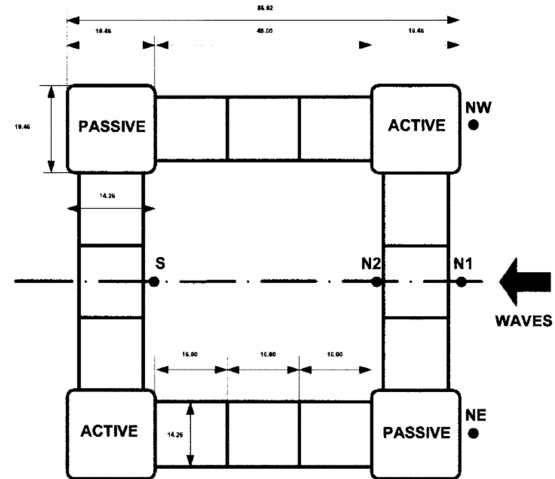 86.92
19.46 48.00 19.46
NW
19.46 PASSIVE ACTIVE
14.26
S N2 N1
WAVES
16.00 16.00 16.00
NE
ACTIVE 14.26 PASSIVE